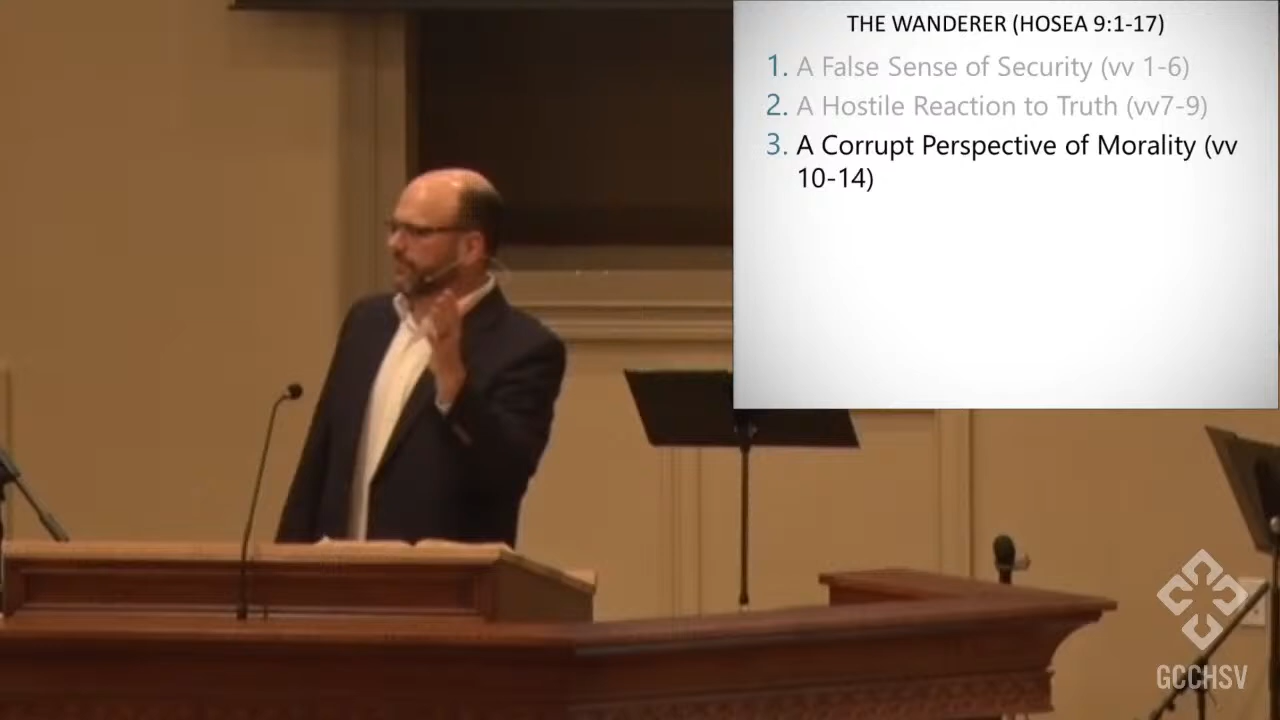 THE WANDERER (HOSEA 9:1-17)
1. A False Sense of Security (vv 1-6)
2. A Hostile Reaction to Truth (vv7-9)
3. A Corrupt Perspective of Morality (vv
10-14)
GCCHSV